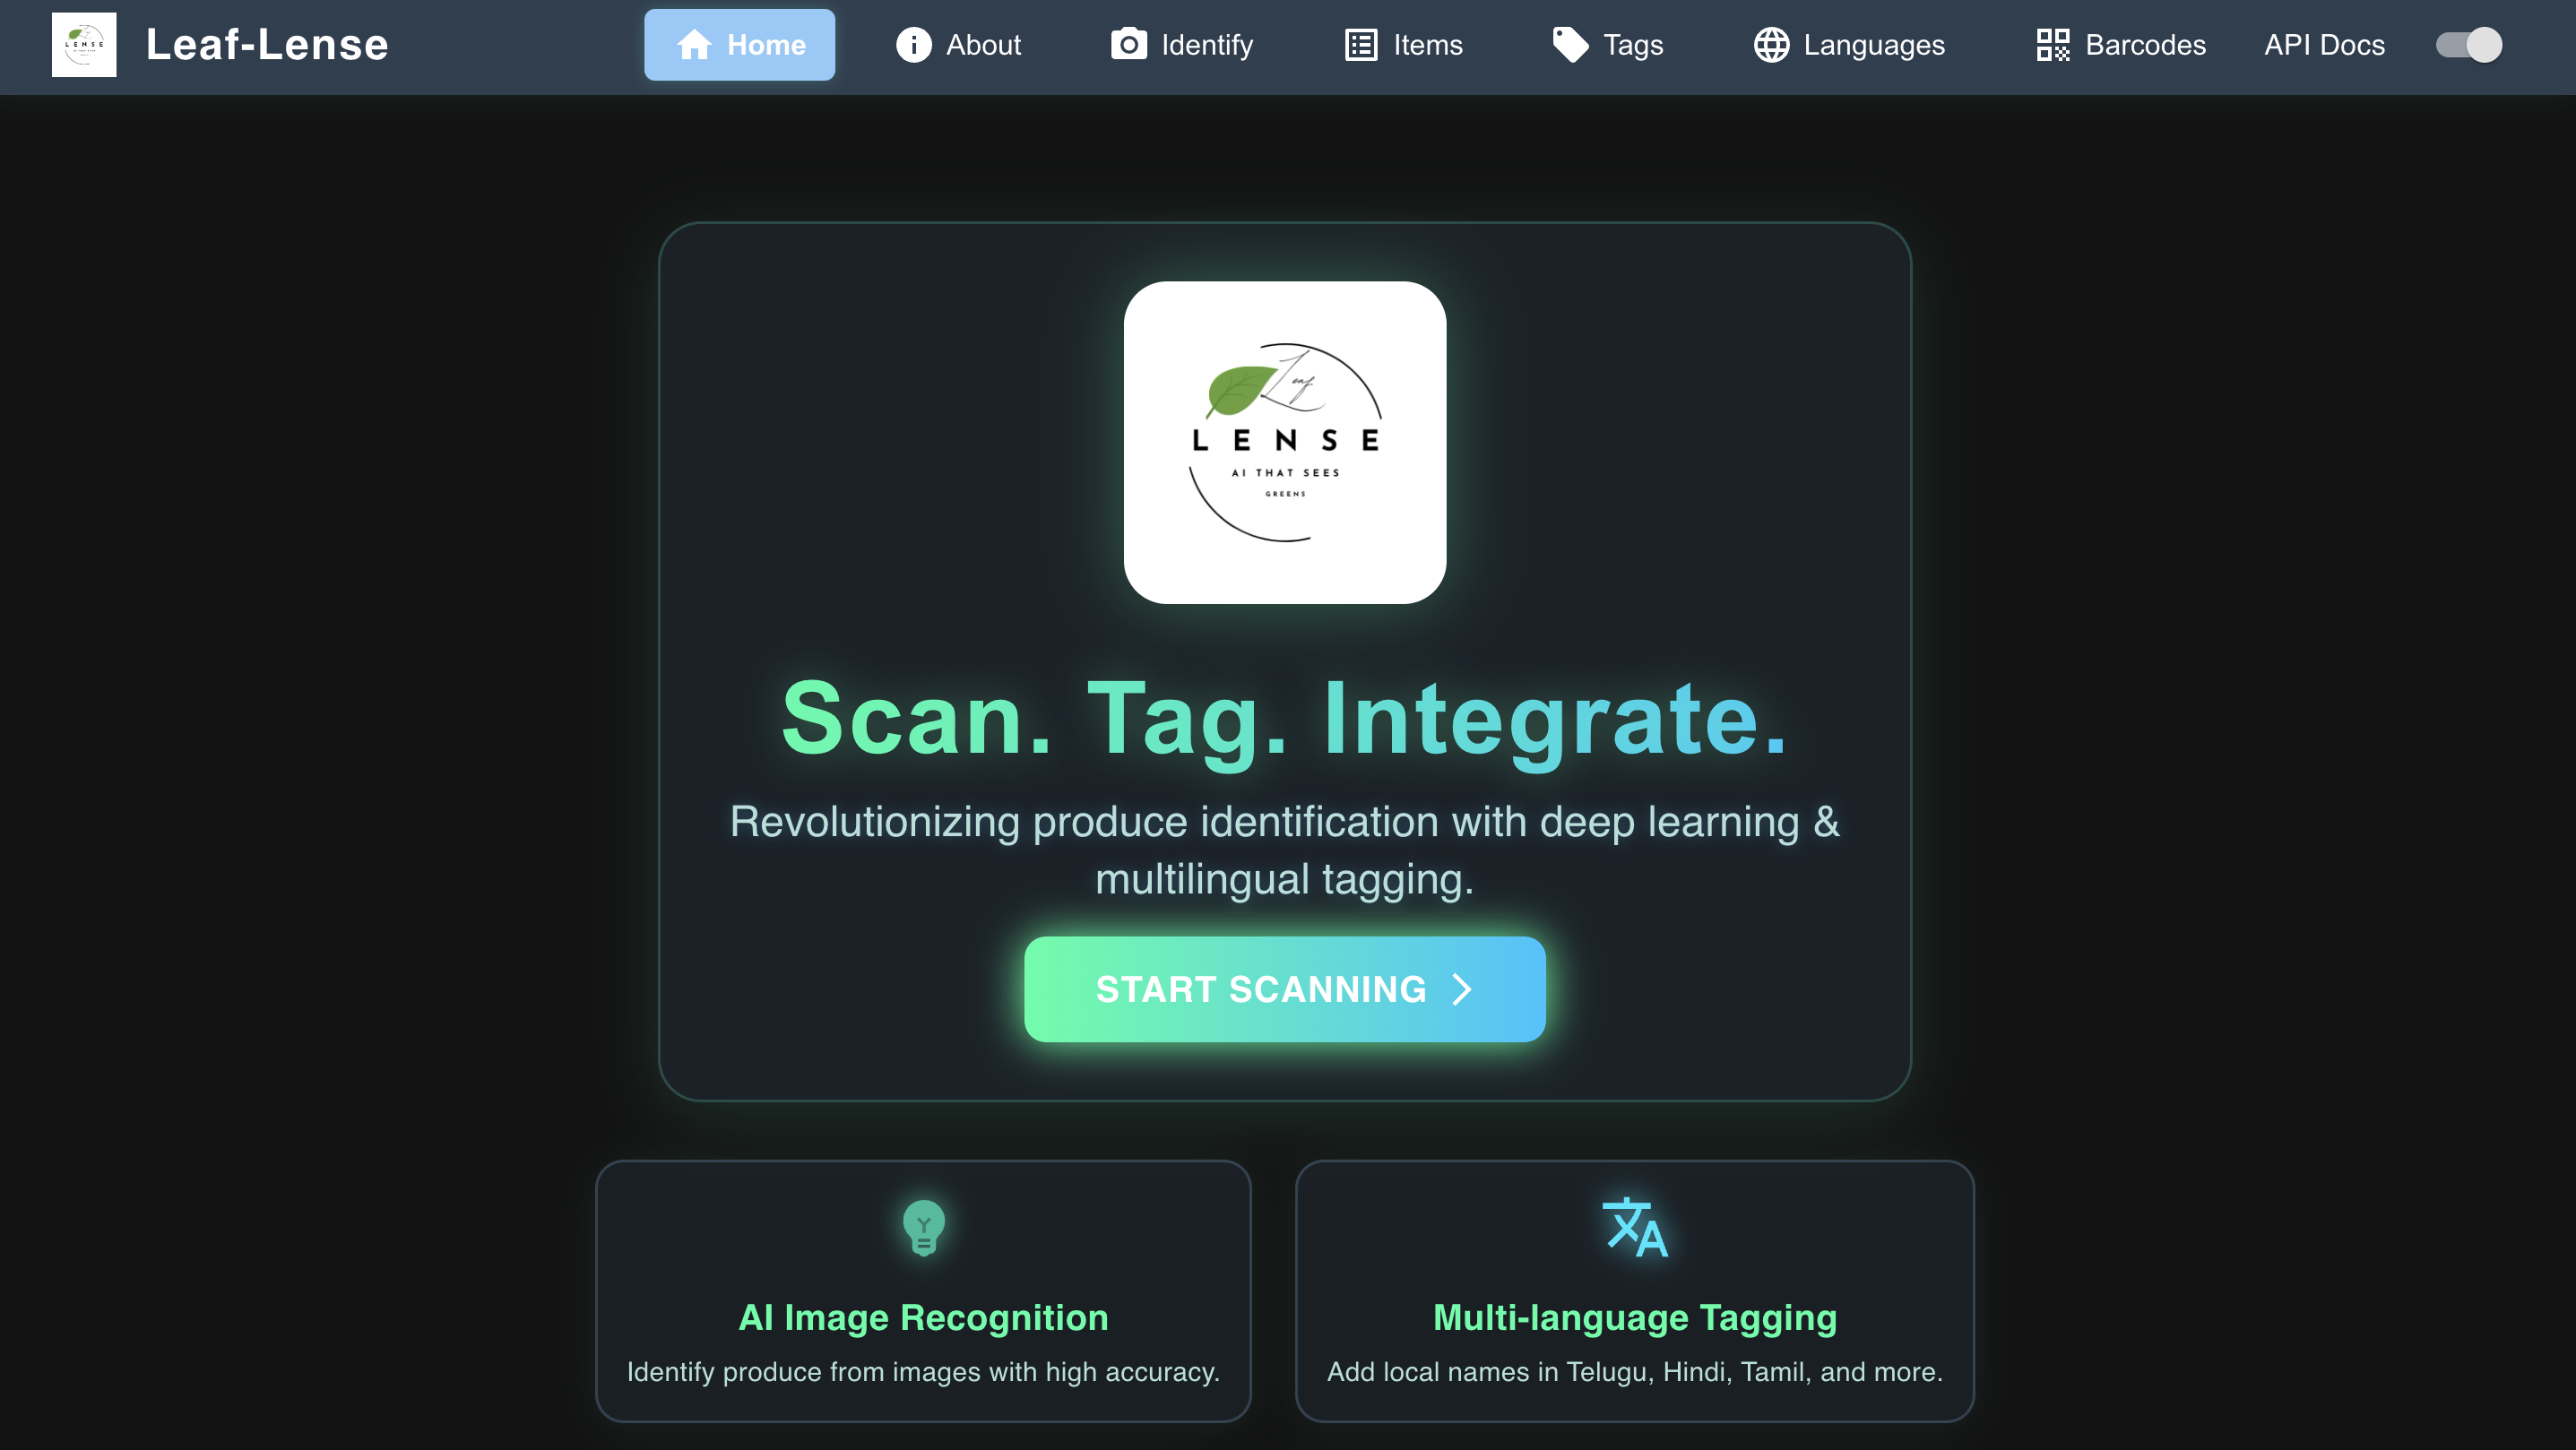 Leaf-Lense
Home
About
Identify
Items
Tags
Languages
Barcodes
API Docs
Leaf
LENSE
AI THAT SEES
GREENS
Scan. Tag. Integrate.
Revolutionizing produce identification with deep learning &
multilingual tagging.
START SCANNING
AI Image Recognition
Identify produce from images with high accuracy.
Multi-language Tagging
Add local names in Telugu, Hindi, Tamil, and more.